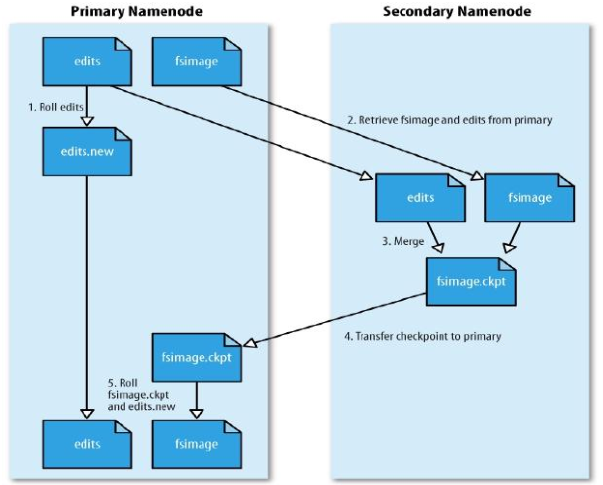 Primary Namenode
Secondary Namenode
edits
fsimage
1. Roll edits
2. Retrieve fsimage and edits from primary
edits.new
edits
fsimage
3. Merge
fsimage.ckpt
4. Transfer checkpoint to primary
fsimage.ckpt
5. Roll
fsimage.ckpt
and edits.new
edits
fsimage